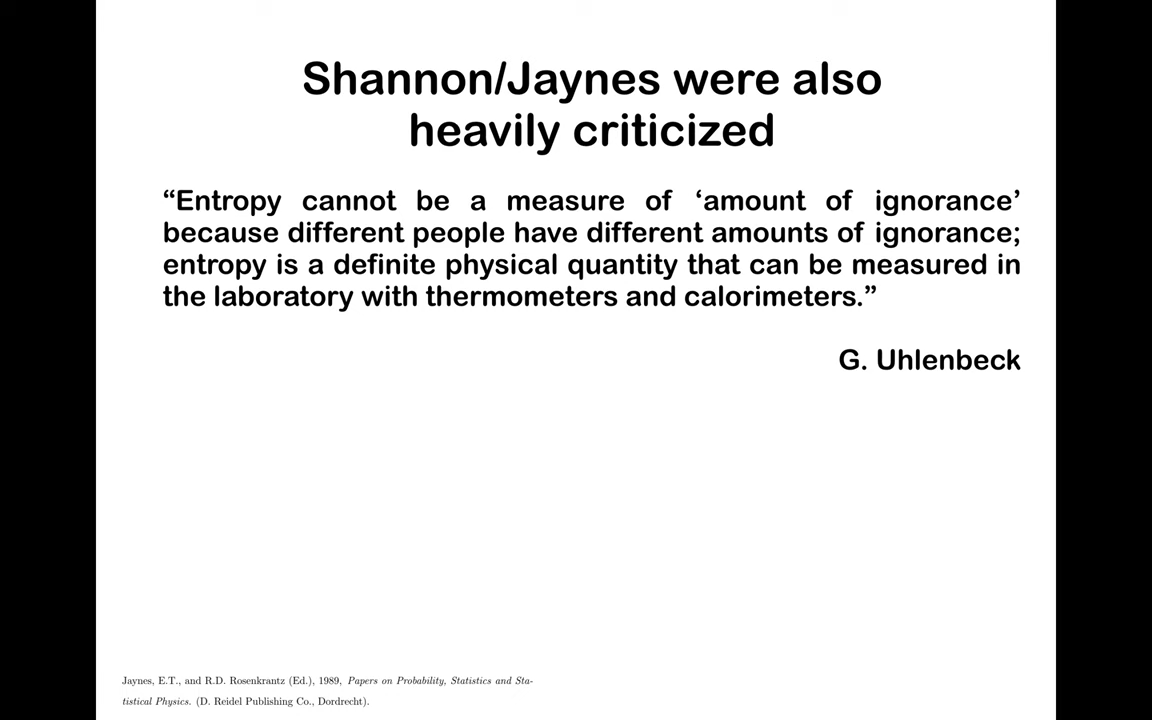 Shannon/Jaynes were also
heavily criticized
“Entropy cannot be a measure of ‘amount of ignorance’
because different people have different amounts of ignorance;
entropy is a definite physical quantity that can be measured in
the laboratory with thermometers and calorimeters.”
G. Uhlenbeck
Jaynes, E.T., and R.D. Rosenkrantz (Ed.), 1989, Papers on Probability, Statistics and Sta-
tistical Physics. (D. Reidel Publishing Co., Dordrecht).